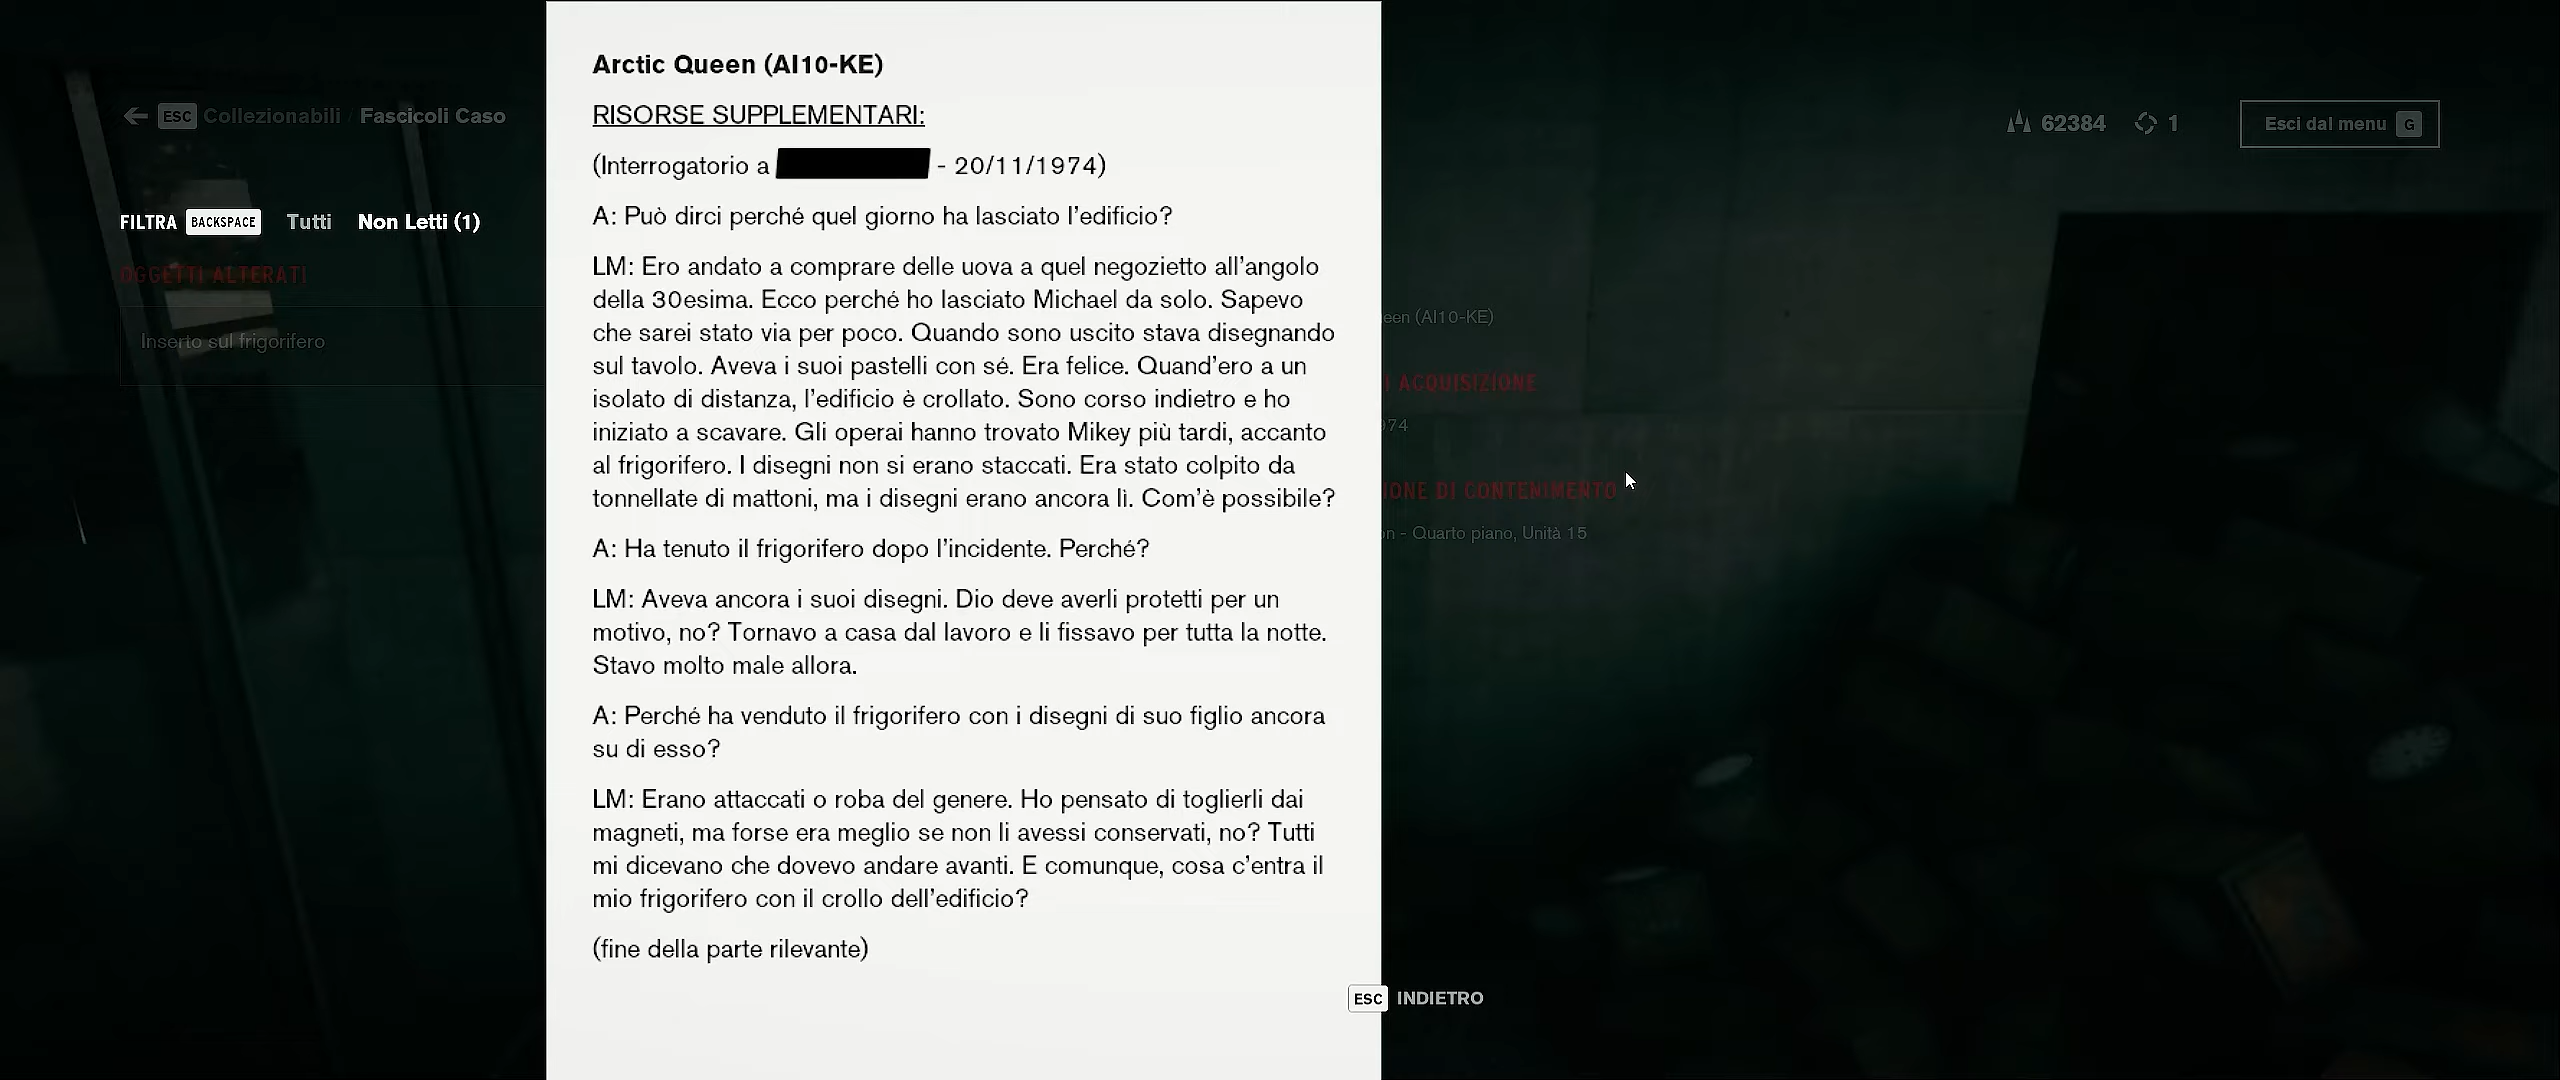 Arctic Queen (AI10-KE)
RISORSE SUPPLEMENTARI:
(Interrogatorio a - 20/11/1974)
A: Può dirci perché quel giorno ha lasciato l'edificio?
LM: Ero andato a comprare delle uova a quel negozietto all'angolo
della 30esima. Ecco perché ho lasciato Michael da solo. Sapevo
che sarei stato via per poco. Quando sono uscito stava disegnando
sul tavolo. Aveva i suoi pastelli con sé. Era felice. Quand'ero a un
isolato di distanza, l'edificio è crollato. Sono corso indietro e ho
iniziato a scavare. Gli operai hanno trovato Mikey più tardi, accanto
al frigorifero. I disegni non si erano staccati. Era stato colpito da
tonnellate di mattoni, ma i disegni erano ancora lì. Com'è possibile?
A: Ha tenuto il frigorifero dopo l'incidente. Perché?
LM: Aveva ancora i suoi disegni. Dio deve averli protetti per un
motivo, no? Tornavo a casa dal lavoro e li fissavo per tutta la notte.
Stavo molto male allora.
A: Perché ha venduto il frigorifero con i disegni di suo figlio ancora
su di esso?
LM: Erano attaccati o roba del genere. Ho pensato di toglierli dai
magneti, ma forse era meglio se non li avessi conservati, no? Tutti
mi dicevano che dovevo andare avanti. E comunque, cosa c'entra il
mio frigorifero con il crollo dell'edificio?
(fine della parte rilevante)
ESC INDIETRO
ESC Collezionabili / Fascicoli Caso
FILTRA BACKSPACE Tutti Non Letti (1)
OGGETTI ALTERATI
Inserto sul frigorifero
62384 1
Esci dal menu G
een (AI10-KE)
I ACQUISIZIONE
974
IONE DI CONTENIMENTO
on - Quarto piano, Unità 15